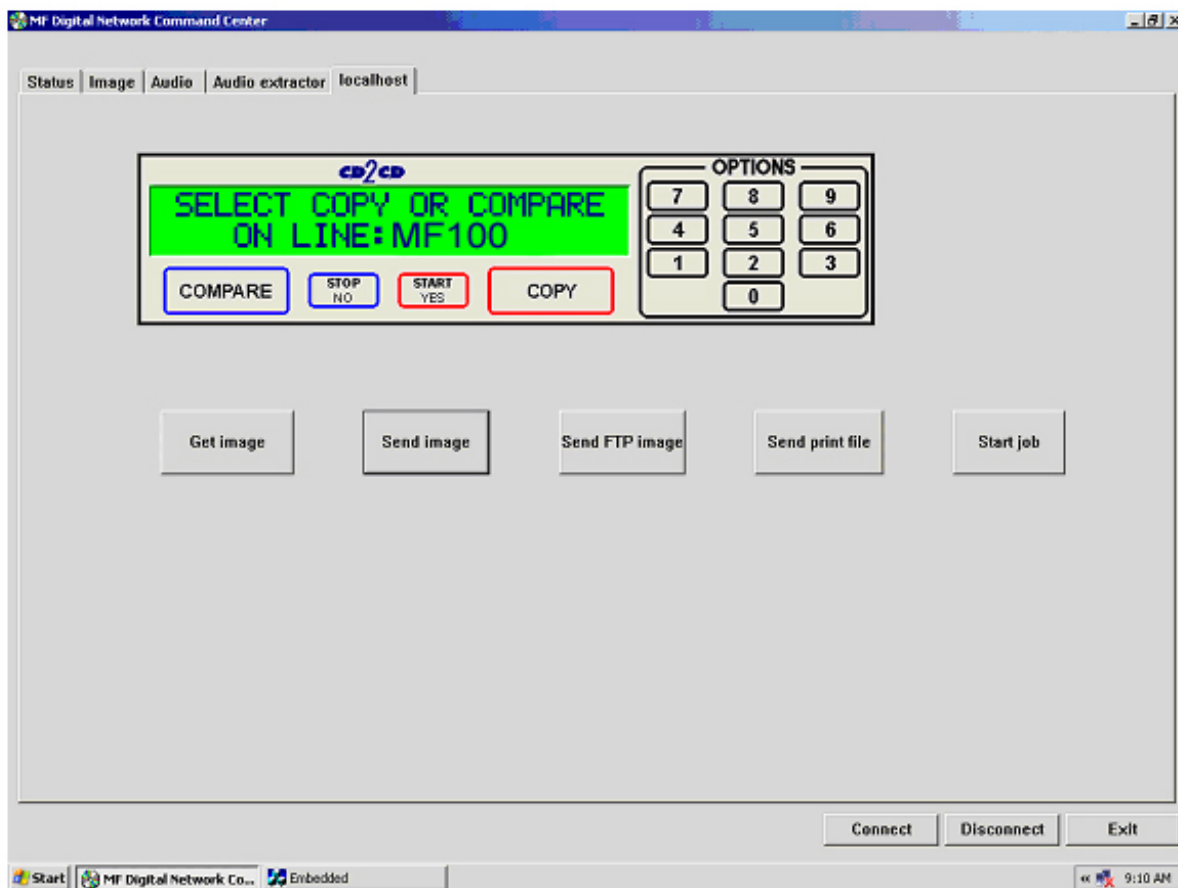 MF Digital Network Command Center
Status Image Audio Audio extractor localhost
CD2CD
SELECT COPY OR COMPARE
ON LINE:MF100
COMPARE
STOP
NO
START
YES
COPY
OPTIONS
7 8 9
4 5 6
1 2 3
0
Get image Send image Send FTP image Send print file Start job
Connect Disconnect Exit
Start MF Digital Network Co... Embedded « 9:10 AM